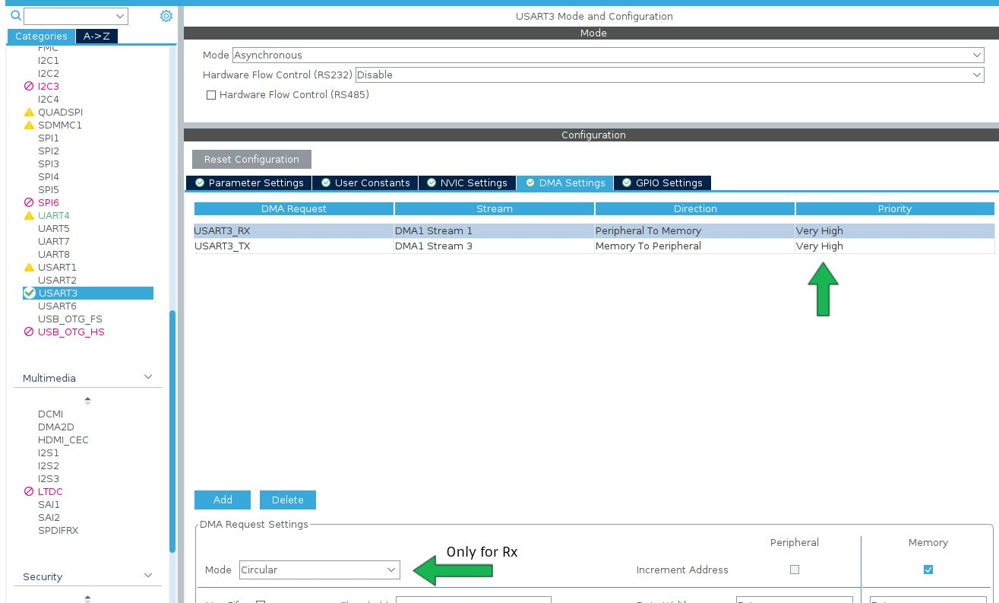 USART3 Mode and Configuration
Categories A->Z
Mode
FMC
I2C1
I2C2
I2C3
I2C4
QUADSPI
SDMMC1
SPI1
SPI2
SPI3
SPI4
SPI5
SPI6
UART4
UART5
UART7
UART8
USART1
USART2
USART3
USART6
USB_OTG_FS
USB_OTG_HS
Multimedia
DCMI
DMA2D
HDMI_CEC
I2S1
I2S2
I2S3
LTDC
SAI1
SAI2
SPDIFRX
Security
Mode Asynchronous
Hardware Flow Control (RS232) Disable
Hardware Flow Control (RS485)
Configuration
Reset Configuration
Parameter Settings User Constants NVIC Settings DMA Settings GPIO Settings
DMA Request Stream Direction Priority
USART3_RX DMA1 Stream 1 Peripheral To Memory Very High
USART3_TX DMA1 Stream 3 Memory To Peripheral Very High
Add Delete
DMA Request Settings
Peripheral Memory
Only for Rx
Mode Circular Increment Address